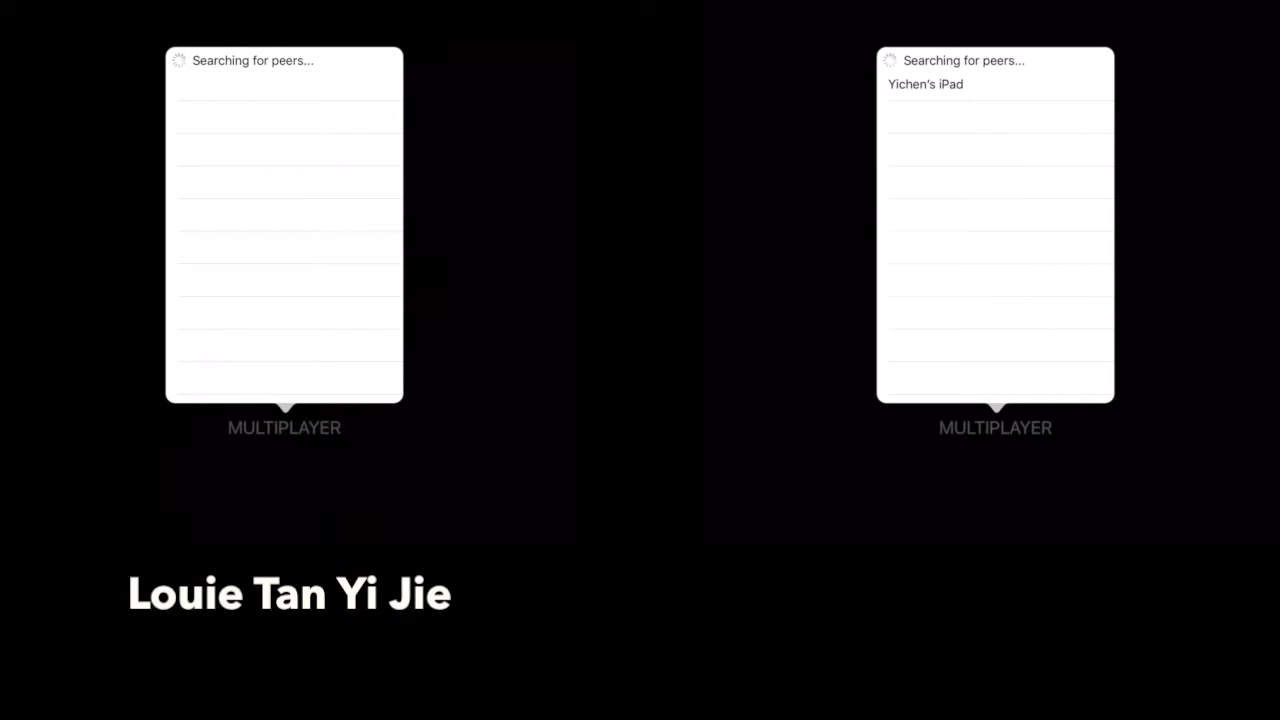 Searching for peers...
MULTIPLAYER
Searching for peers...
Yichen's iPad
MULTIPLAYER
Louie Tan Yi Jie